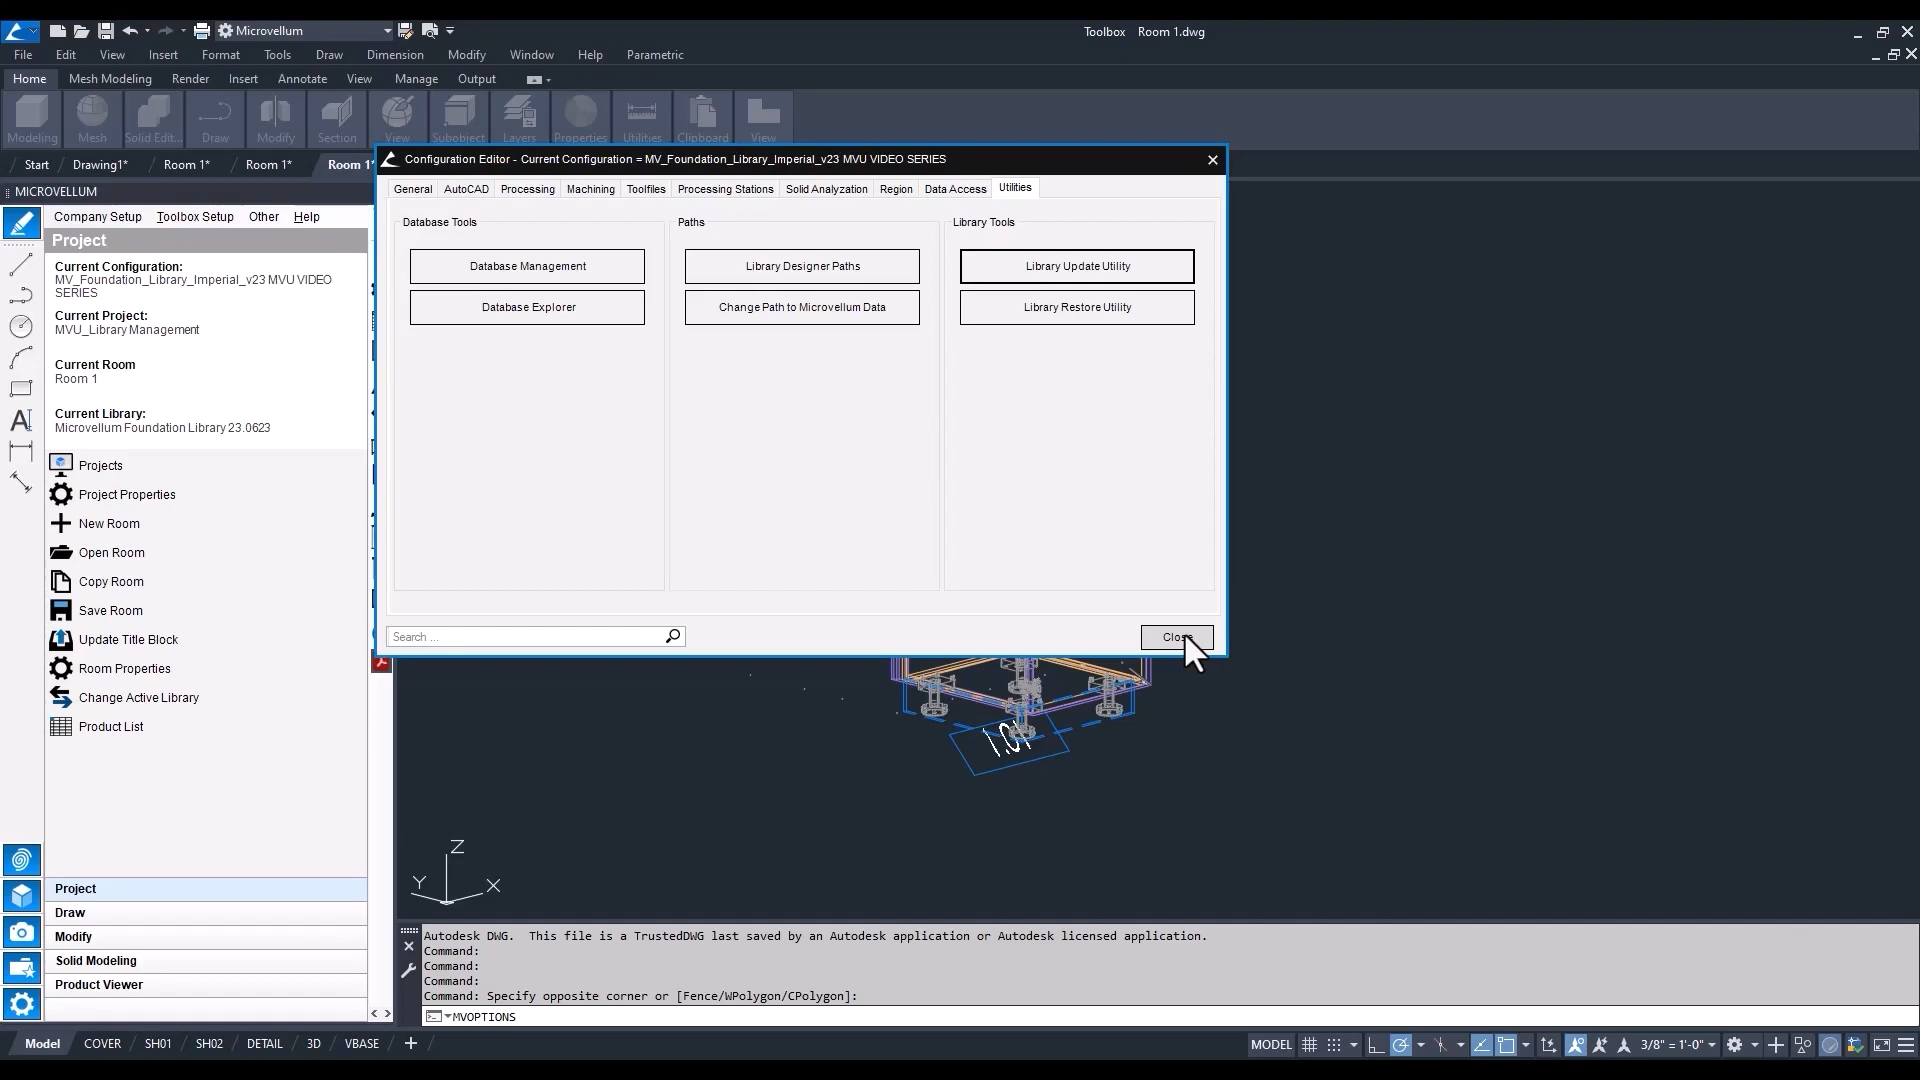 Microvellum
Toolbox Room 1.dwg
File Edit View Insert Format Tools Draw Dimension Modify Window Help Parametric
Home Mesh Modeling Render Insert Annotate View Manage Output
Modeling Mesh Solid Edit... Draw Modify Section View Subobject Layers Properties Utilities Clipboard View
Start Drawing1* Room 1* Room 1* Room 1*
Configuration Editor - Current Configuration = MV_Foundation_Library_Imperial_v23 MVU VIDEO SERIES
General AutoCAD Processing Machining Toolfiles Processing Stations Solid Analyzation Region Data Access Utilities
Database Tools
Database Management
Database Explorer
Paths
Library Designer Paths
Change Path to Microvellum Data
Library Tools
Library Update Utility
Library Restore Utility
Search ...
MICROVELLUM
Company Setup Toolbox Setup Other Help
Project
Current Configuration:
MV_Foundation_Library_Imperial_v23 MVU VIDEO
SERIES
Current Project:
MVU_Library Management
Current Room
Room 1
Current Library:
Microvellum Foundation Library 23.0623
Projects
Project Properties
New Room
Open Room
Copy Room
Save Room
Update Title Block
Room Properties
Change Active Library
Product List
Project
Draw
Modify
Solid Modeling
Product Viewer
1.01
Z
Y X
Autodesk DWG. This file is a TrustedDWG last saved by an Autodesk application or Autodesk licensed application.
Command:
Command:
Command:
Command: Specify opposite corner or [Fence/WPolygon/CPolygon]:
MVOPTIONS
Model COVER SH01 SH02 DETAIL 3D VBASE +
MODEL 3/8" = 1'-0"